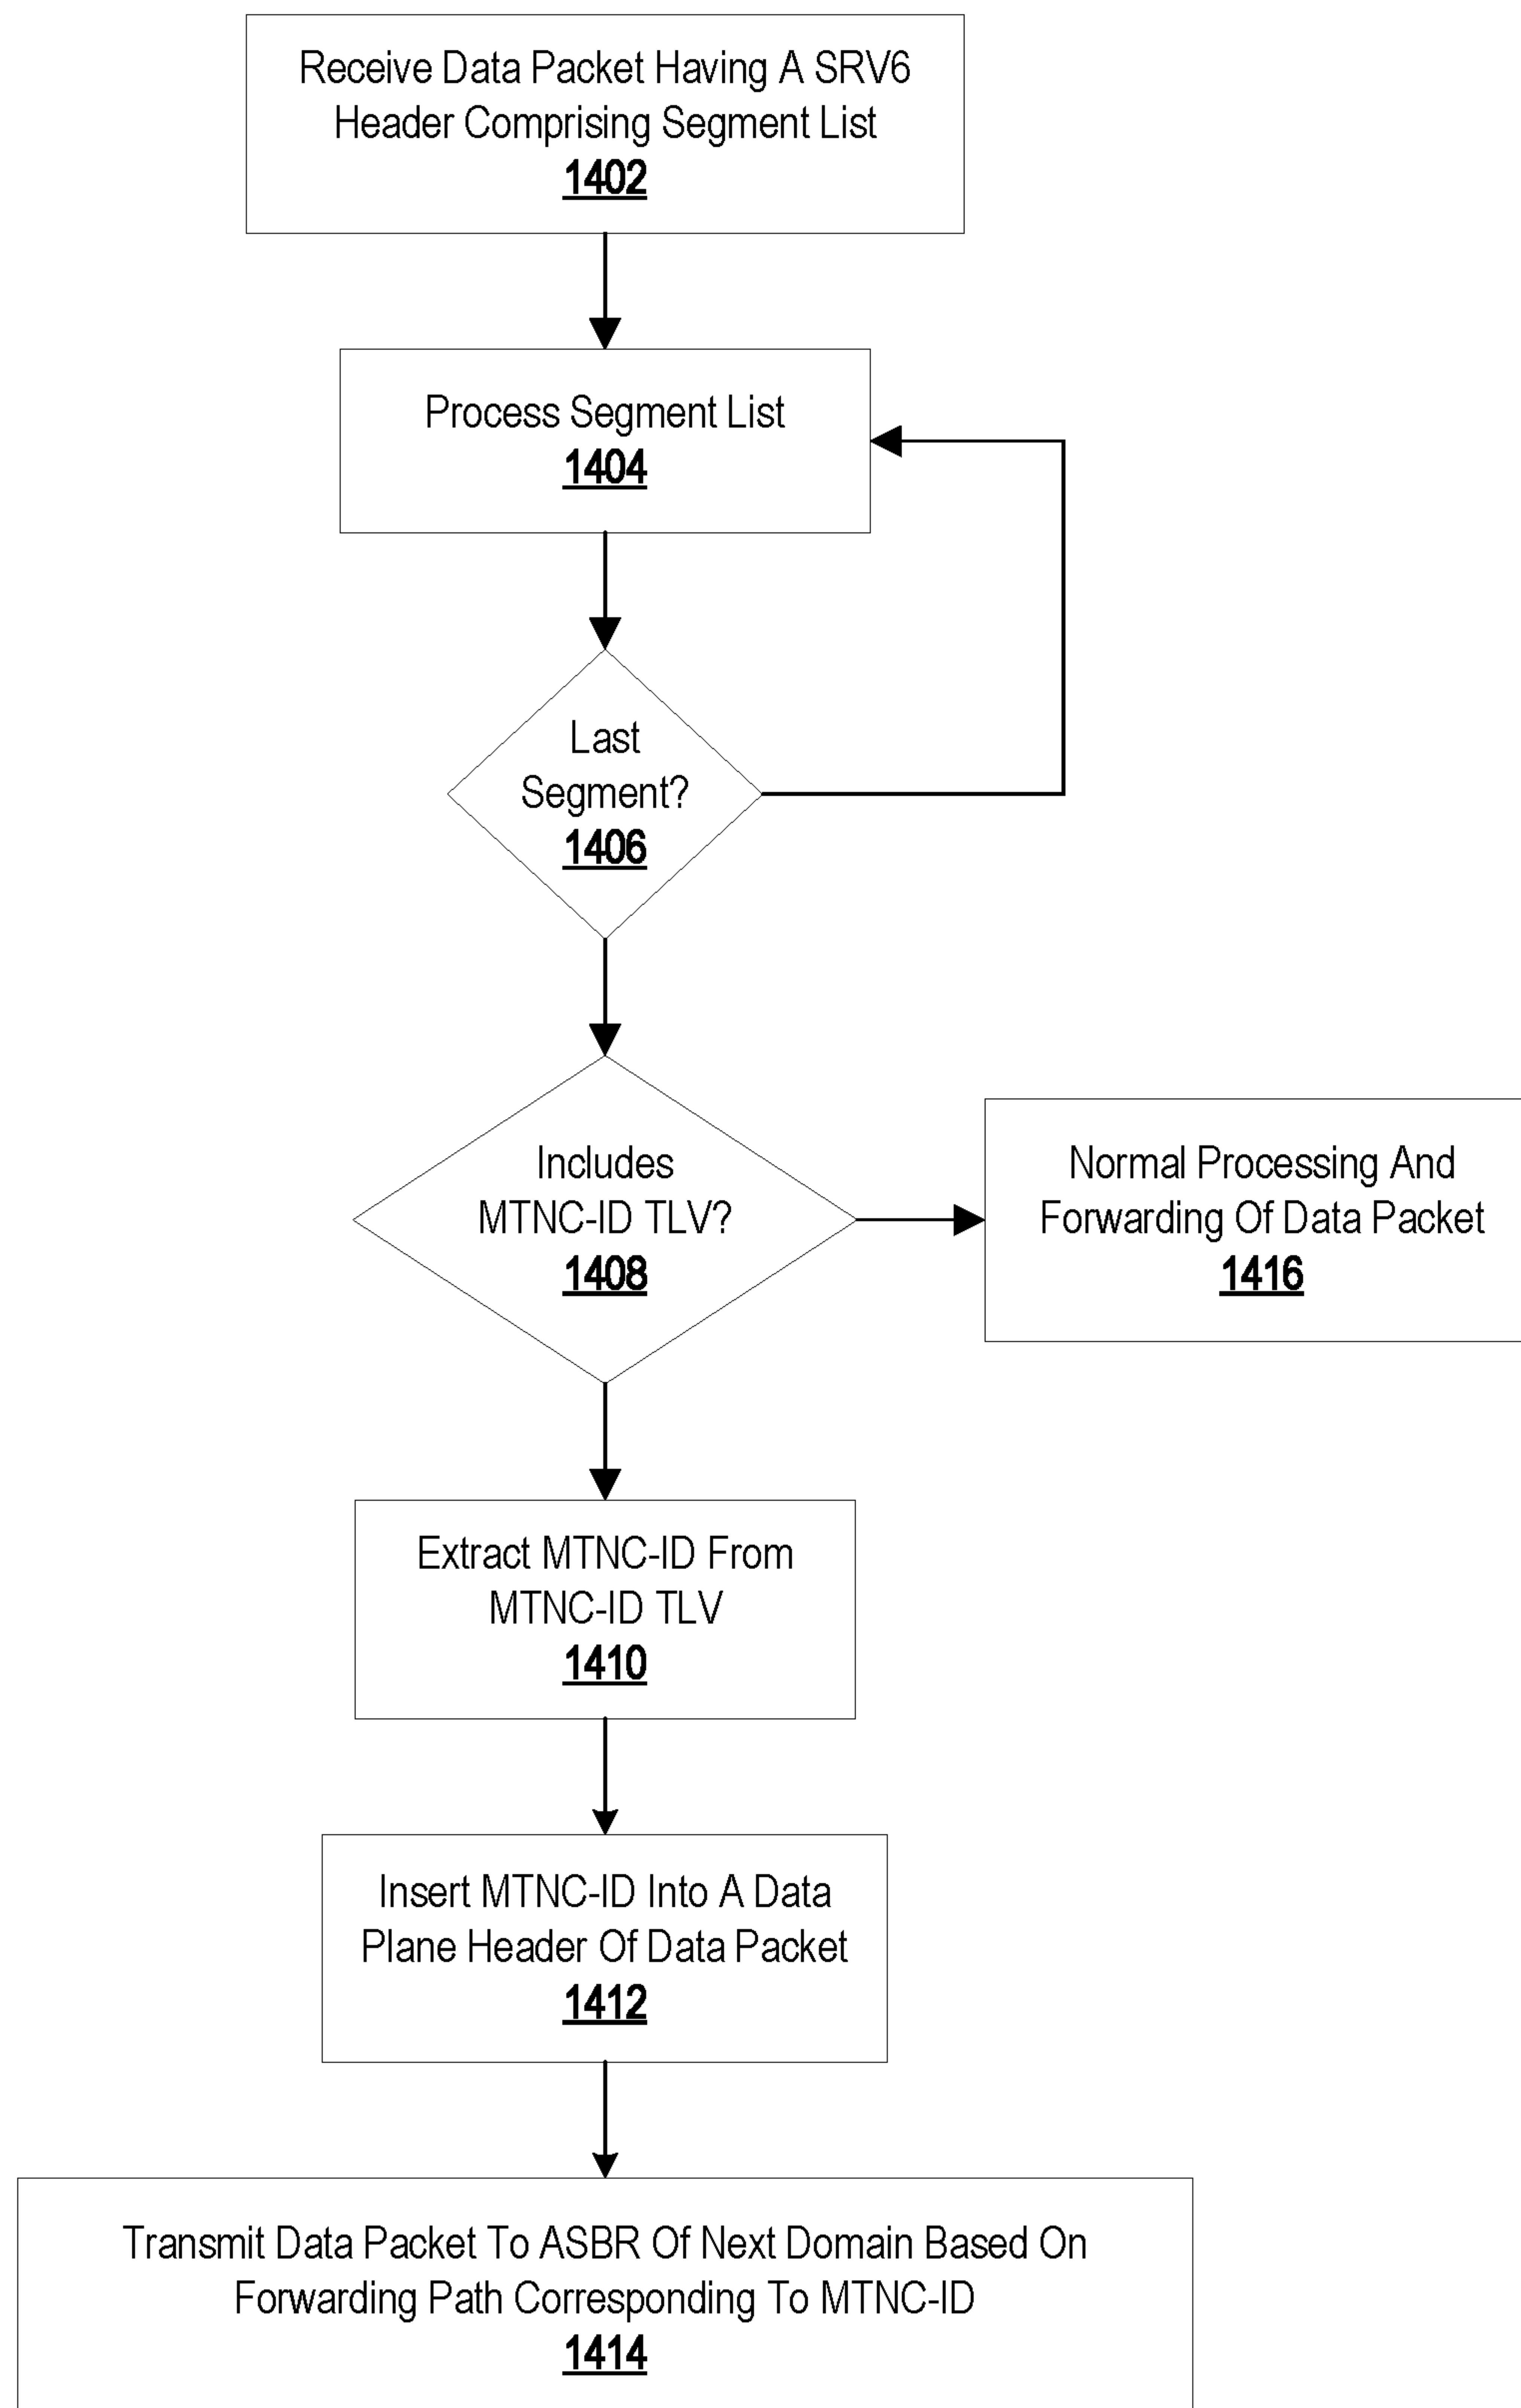 Receive Data Packet Having A SRV6
Header Comprising Segment List
1402
Process Segment List
1404
Last
Segment?
1406
Includes
MTNC-ID TLV?
1408
Normal Processing And
Forwarding Of Data Packet
1416
Extract MTNC-ID From
MTNC-ID TLV
1410
Insert MTNC-ID Into A Data
Plane Header Of Data Packet
1412
Transmit Data Packet To ASBR Of Next Domain Based On
Forwarding Path Corresponding To MTNC-ID
1414